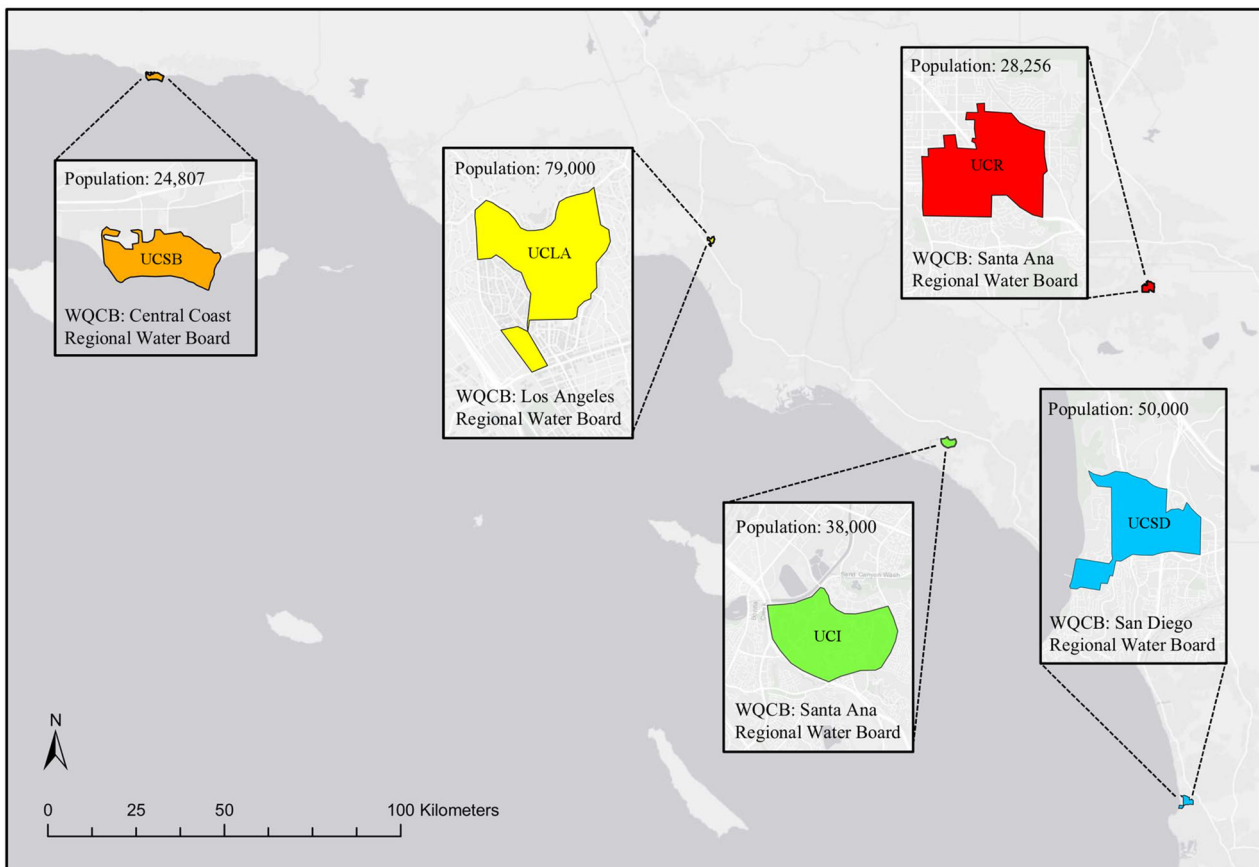 Population: 24,807
UCSB
WQCB: Central Coast
Regional Water Board
Population: 79,000
UCLA
WQCB: Los Angeles
Regional Water Board
Population: 28,256
UCR
WQCB: Santa Ana
Regional Water Board
Population: 38,000
UCI
WQCB: Santa Ana
Regional Water Board
Population: 50,000
UCSD
WQCB: San Diego
Regional Water Board
N
0 25 50 100 Kilometers